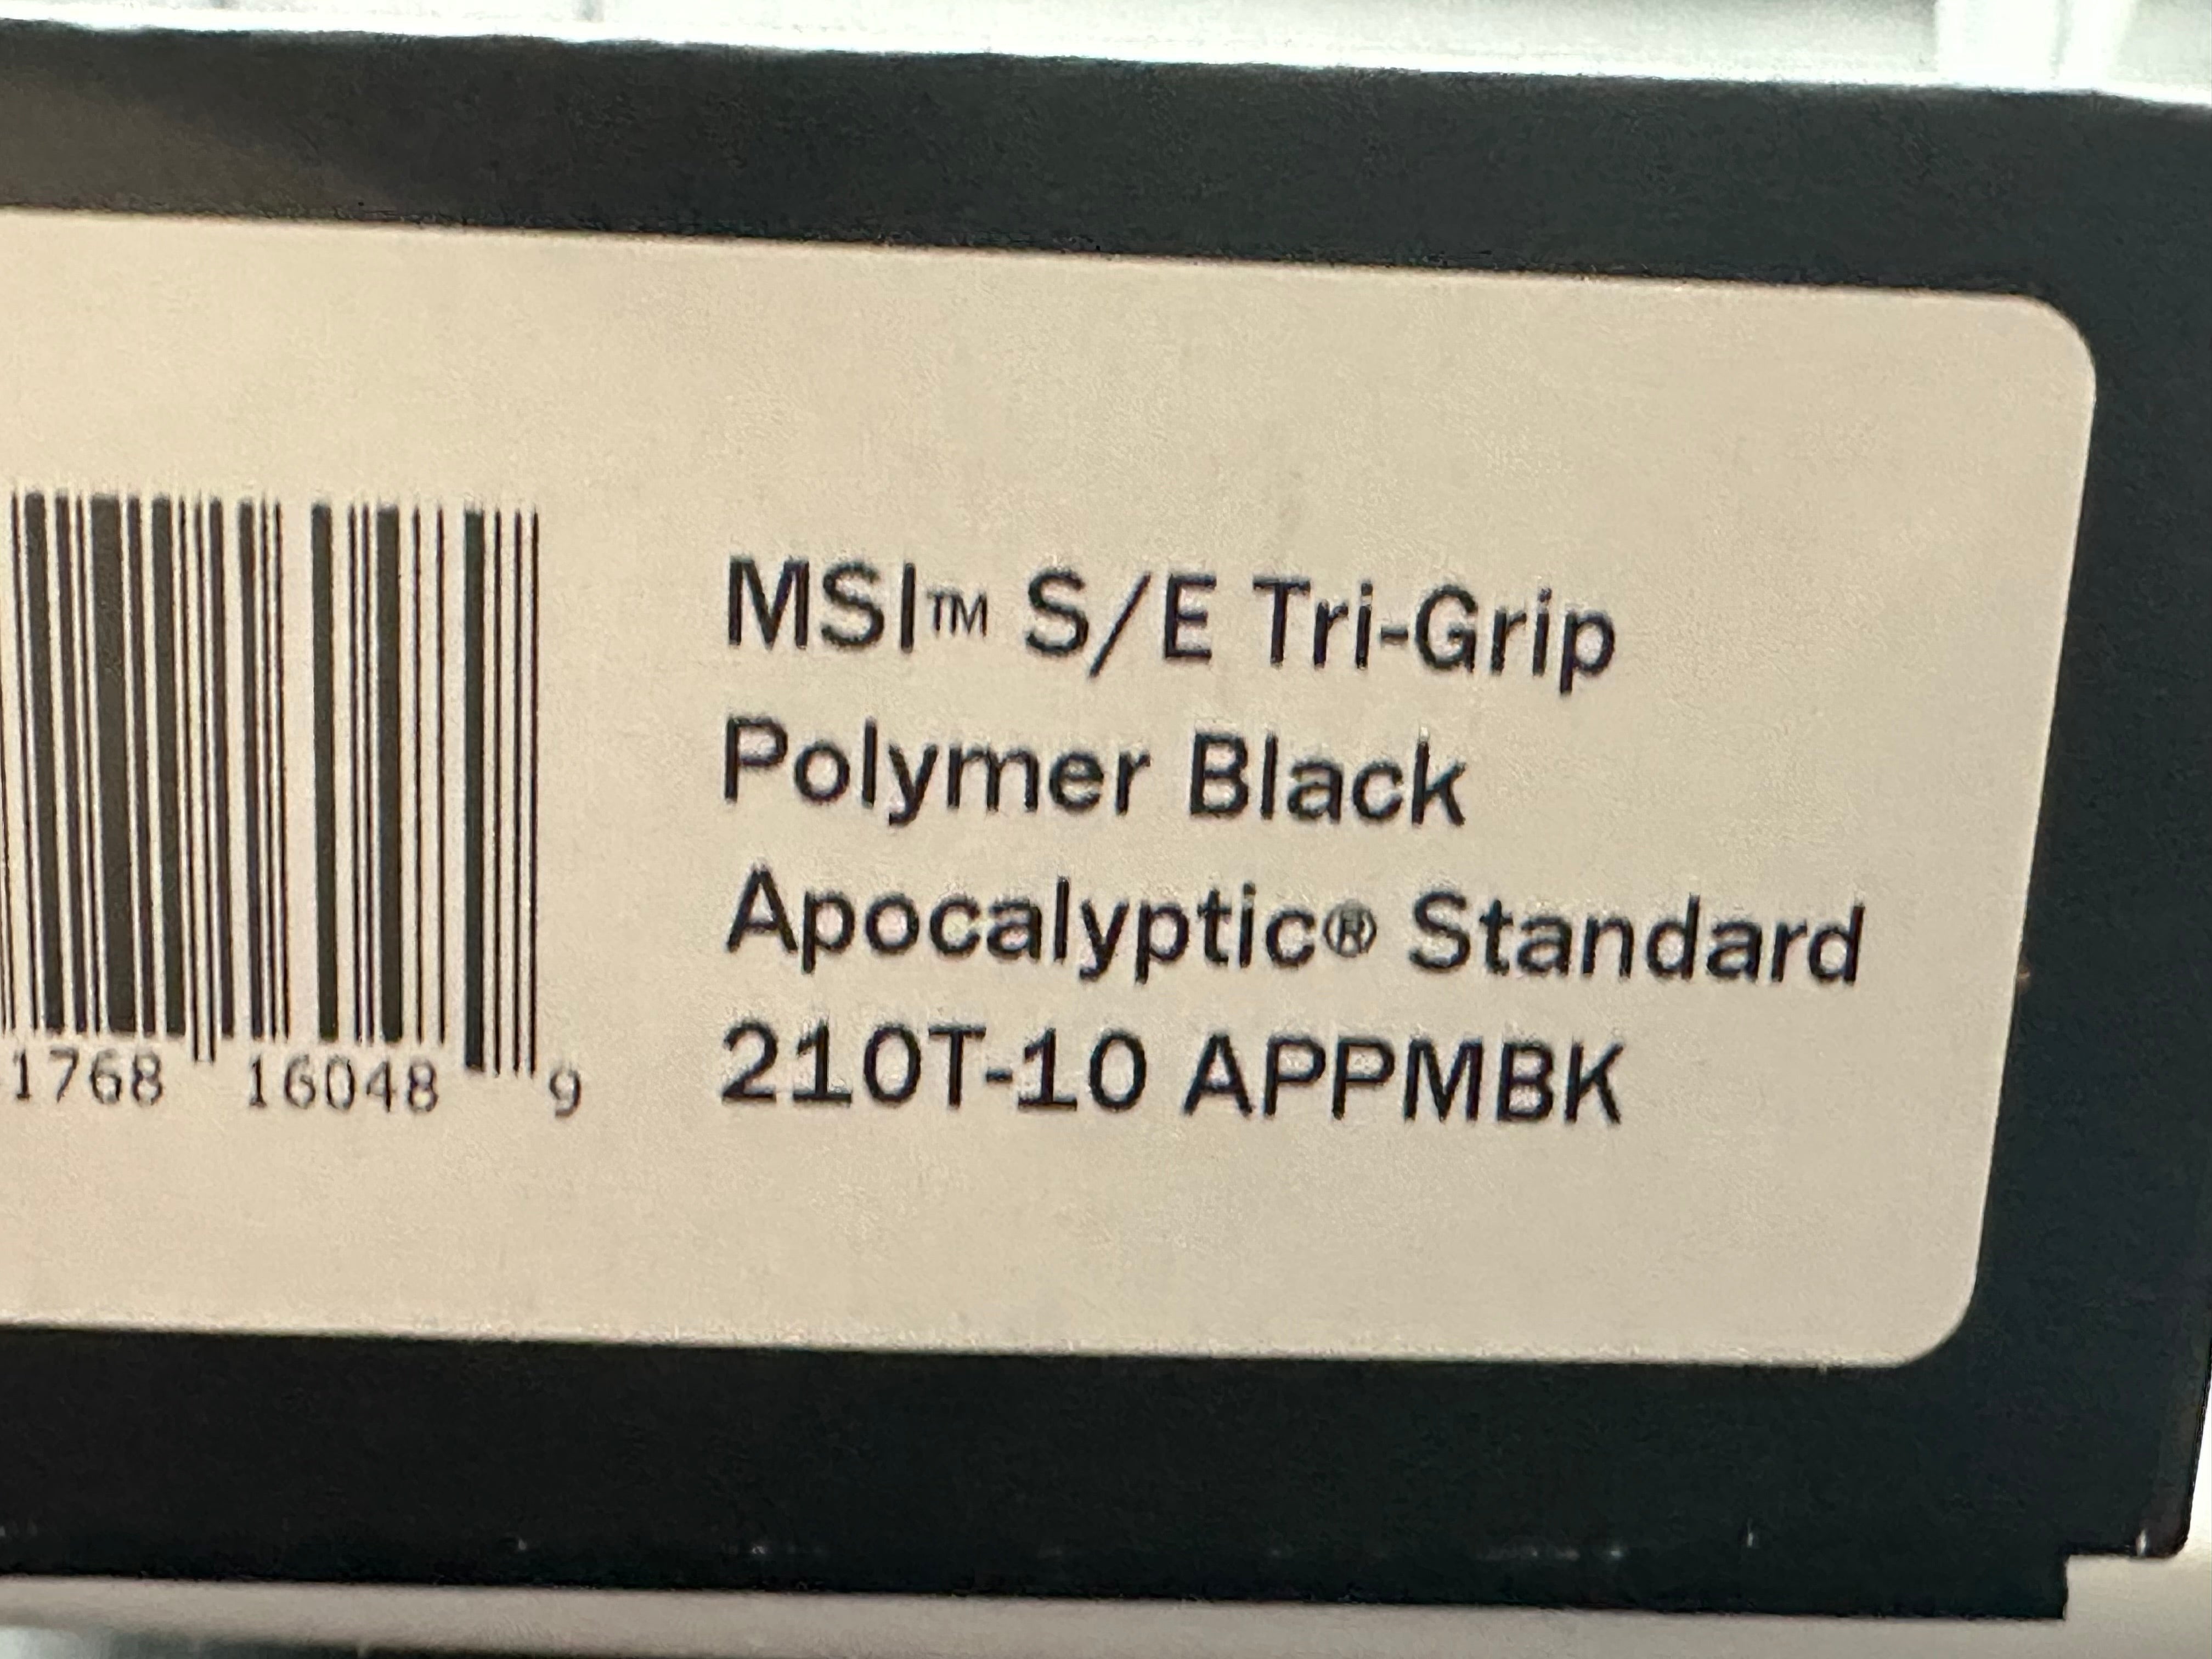 MSI™ S/E Tri-Grip
Polymer Black
Apocalyptic® Standard
210T-10 APPMBK
1768 16048 9